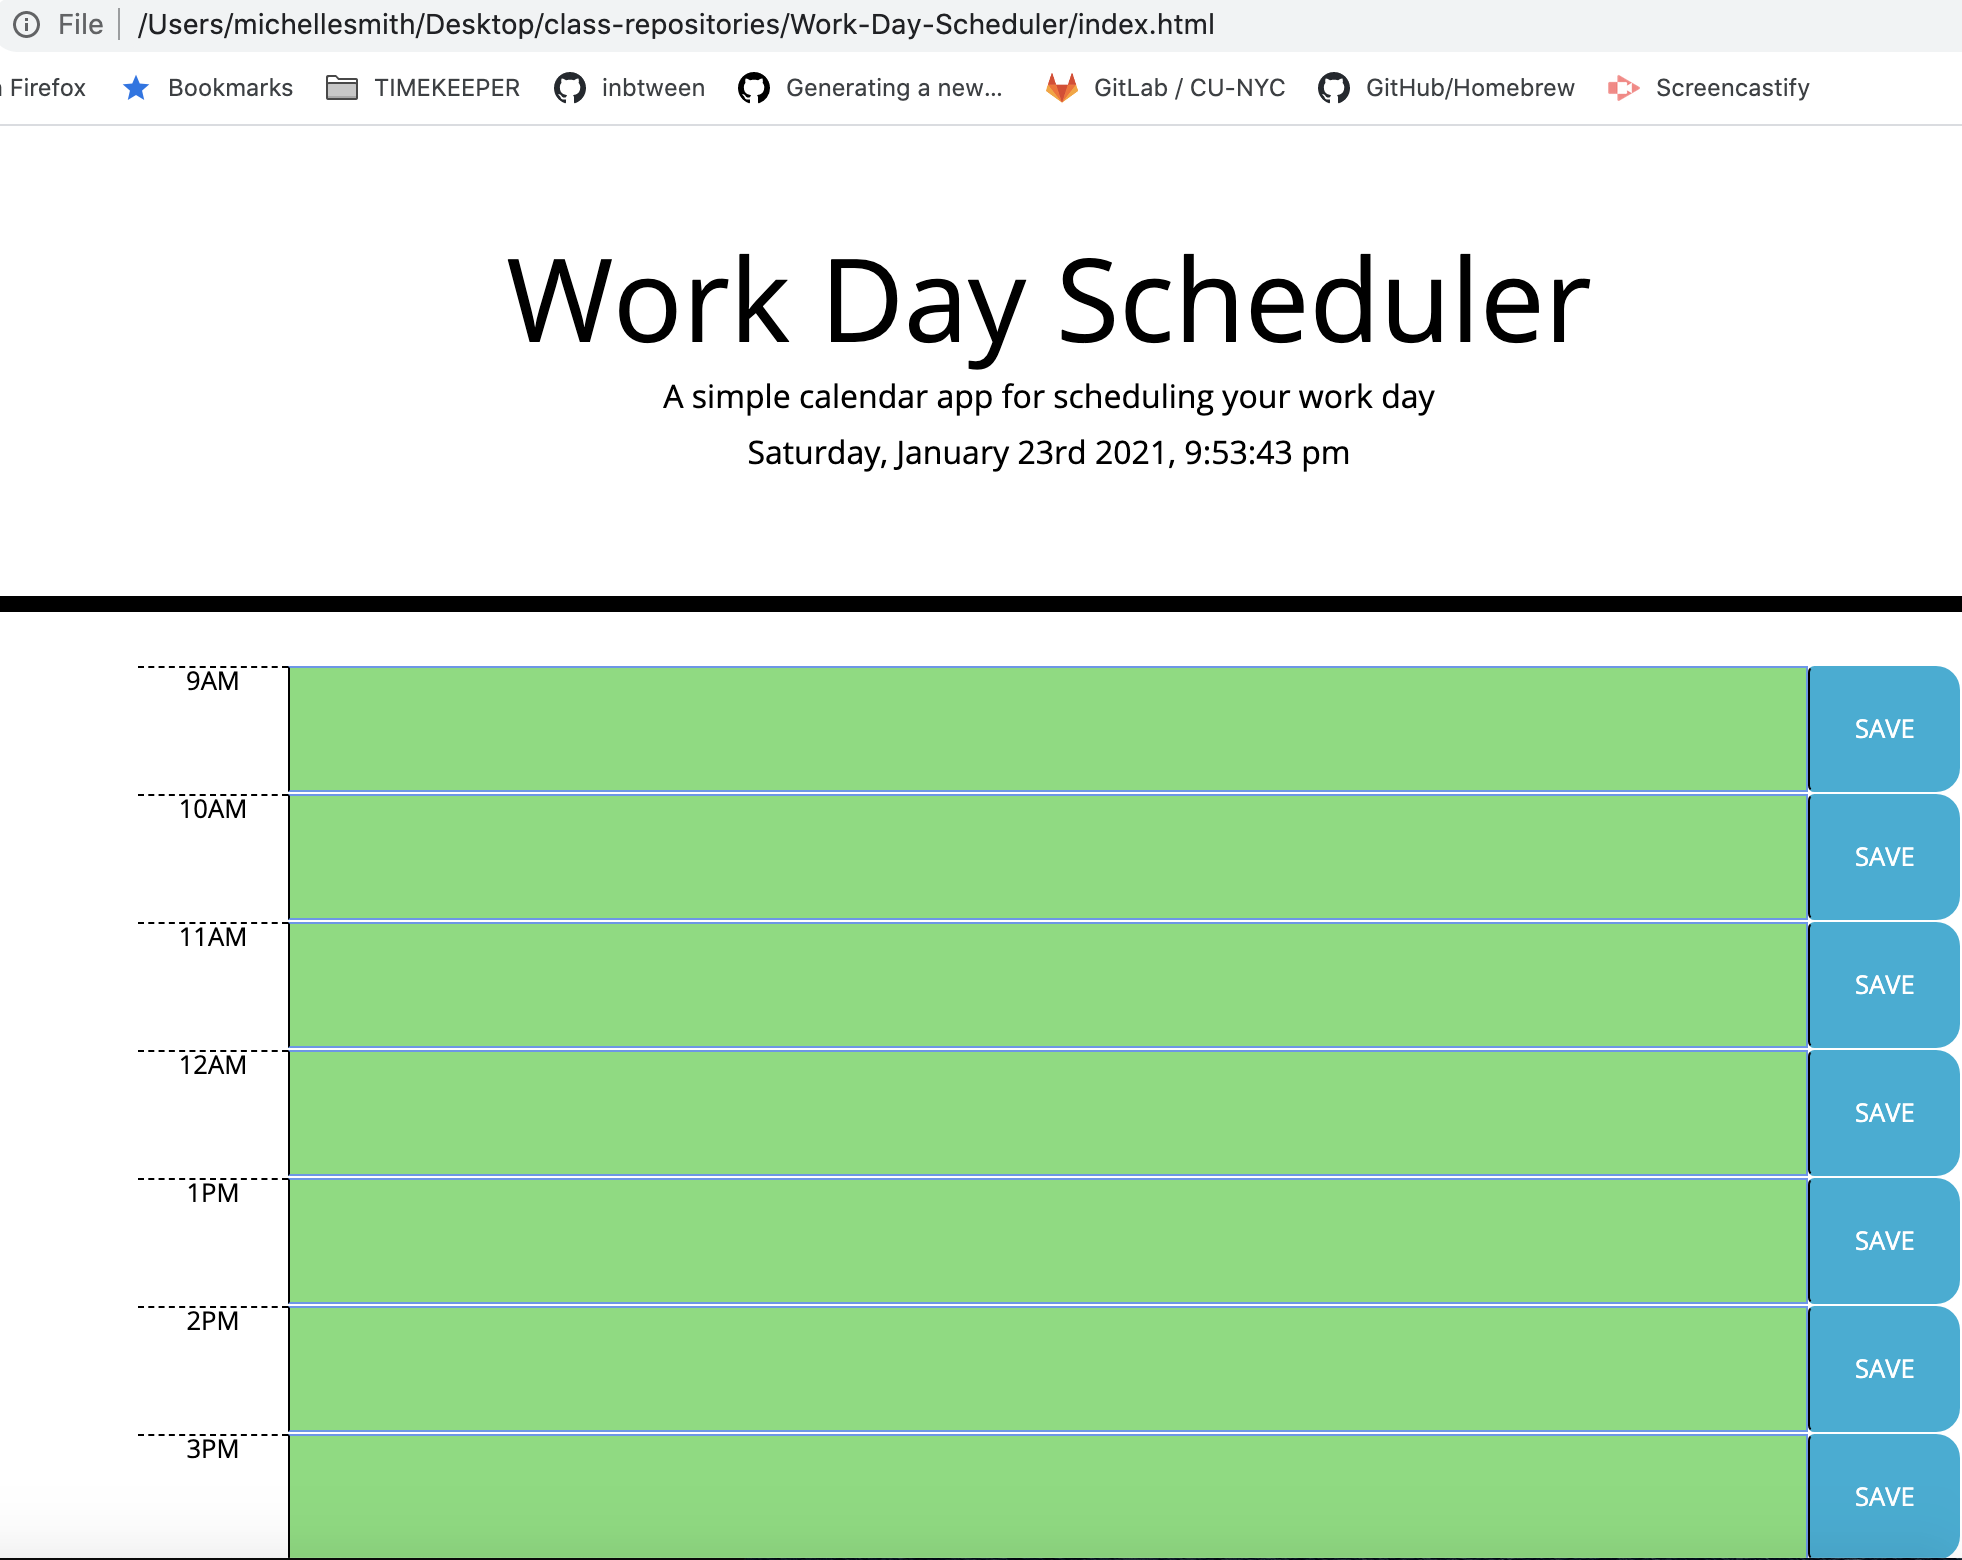 File /Users/michellesmith/Desktop/class-repositories/Work-Day-Scheduler/index.html
Firefox Bookmarks TIMEKEEPER inbtween Generating a new... GitLab / CU-NYC GitHub/Homebrew Screencastify
Work Day Scheduler
A simple calendar app for scheduling your work day
Saturday, January 23rd 2021, 9:53:43 pm
9AM SAVE
10AM SAVE
11AM SAVE
12AM SAVE
1PM SAVE
2PM SAVE
3PM SAVE